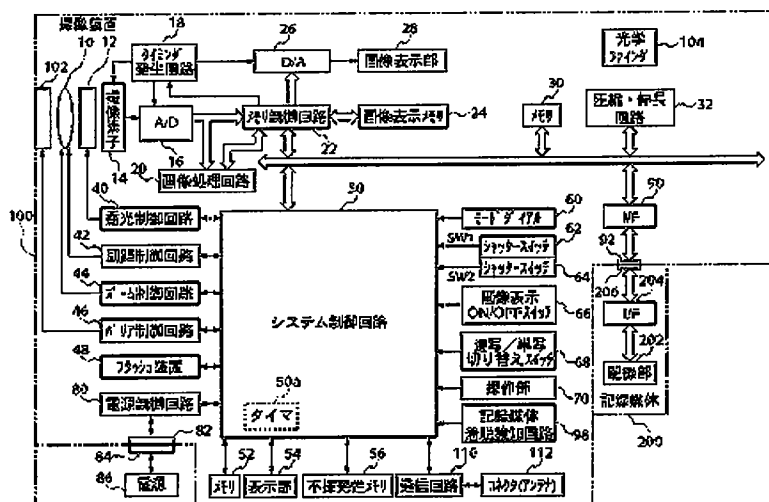 撮像装置
102
10
12
18
タイミング
発生回路
26
D/A
28
画像表示部
光学
ファインダ
104
撮像素子
14
A/D
16
メモリ制御回路
22
画像表示メモリ
24
30
メモリ
圧縮・伸長
回路
32
20
画像処理回路
100
40
露光制御回路
42
測距制御回路
44
ズーム制御回路
46
バリア制御回路
48
フラッシュ装置
80
電源制御回路
50
システム制御回路
50a
タイマ
モードダイアル
60
SW1
シャッタースイッチ
62
SW2
シャッタースイッチ
64
画像表示
ON/OFFスイッチ
66
連写/単写
切り替えスイッチ
68
操作部
70
記録媒体
着脱検知回路
98
90
I/F
92
206
204
I/F
202
記録部
記録媒体
200
82
84
86
電源
52
メモリ
54
表示部
56
不揮発性メモリ
110
発信回路
112
コネクタ(アンテナ)